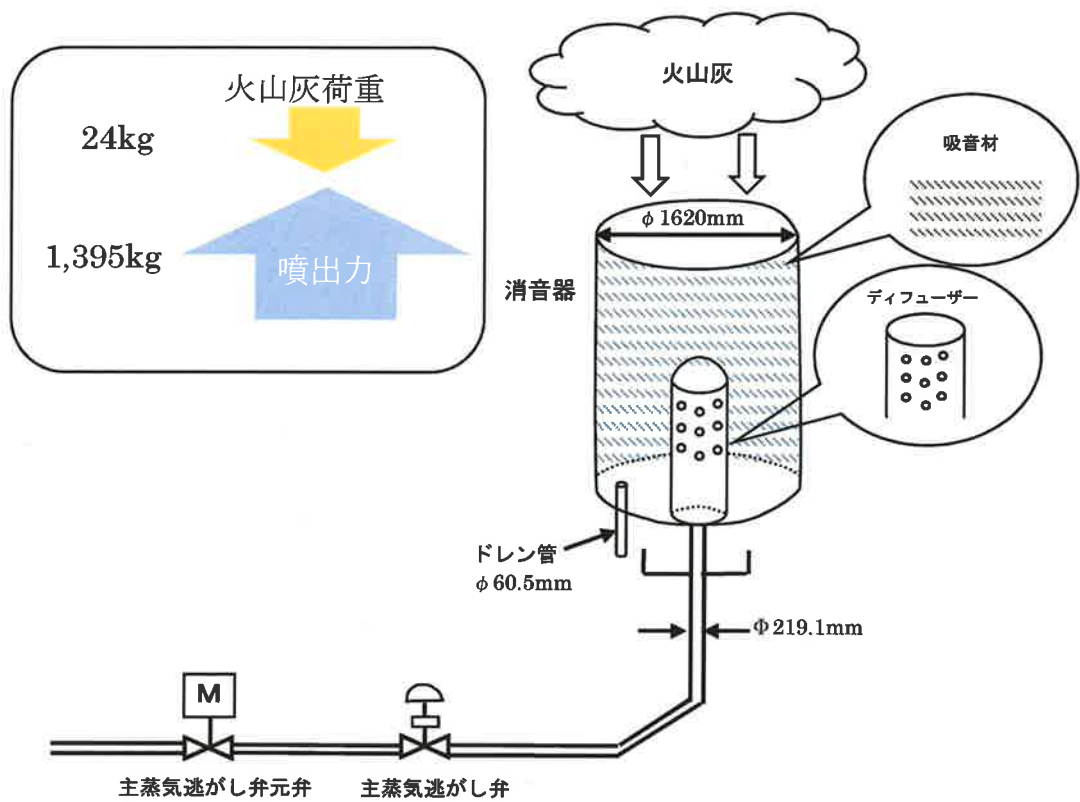 火山灰荷重
24kg
1,395kg
噴出力
火山灰
吸音材
φ1620mm
消音器
ディフューザー
ドレン管
φ60.5mm
Φ219.1mm
M
主蒸気逃がし弁元弁
主蒸気逃がし弁